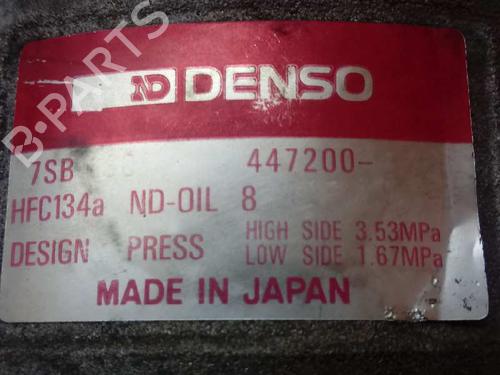 B-PARTS
ND DENSO
7SB 447200-
HFC134a ND-OIL 8
DESIGN PRESS HIGH SIDE 3.53MPa
LOW SIDE 1.67MPa
MADE IN JAPAN